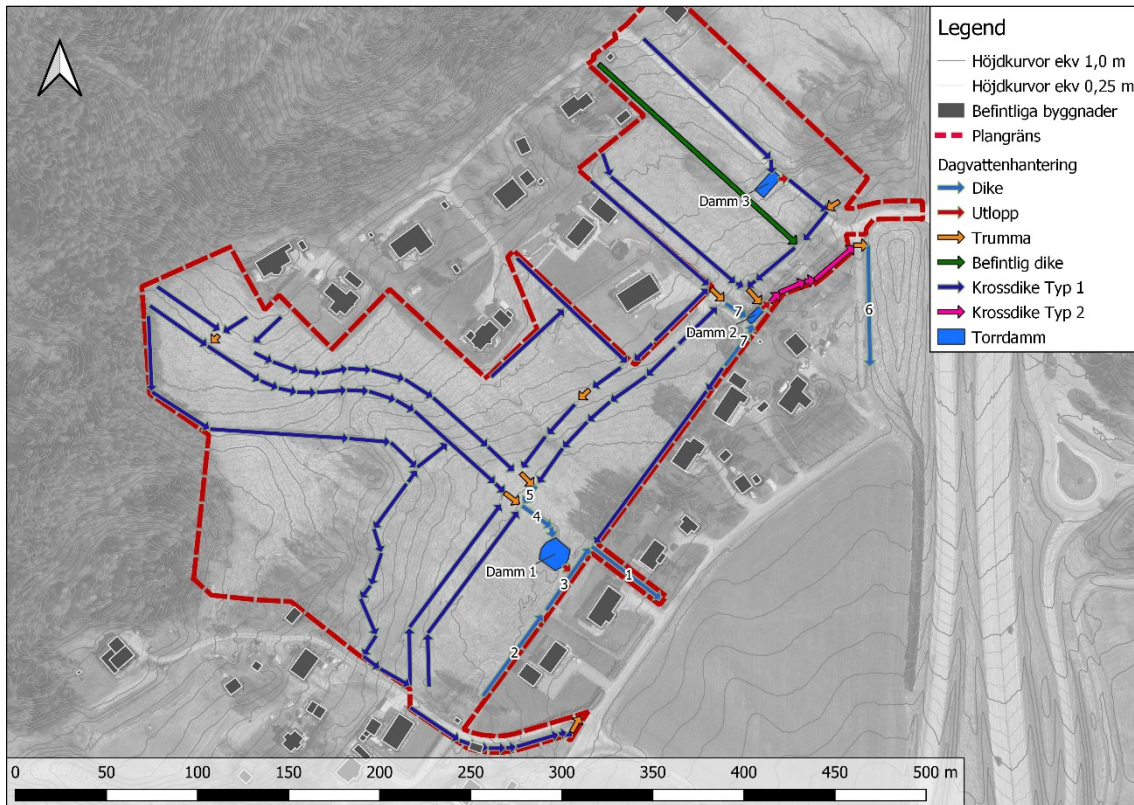 Legend
Höjdkurvor ekv 1,0 m
Höjdkurvor ekv 0,25 m
Befintliga byggnader
Plangräns
Dagvattenhantering
Dike
Utlopp
Trumma
Befintlig dike
Krossdike Typ 1
Krossdike Typ 2
Torrdamm
Damm 3
7
Damm 2
7
6
5
4
Damm 1
3
1
2
0 50 100 150 200 250 300 350 400 450 500 m